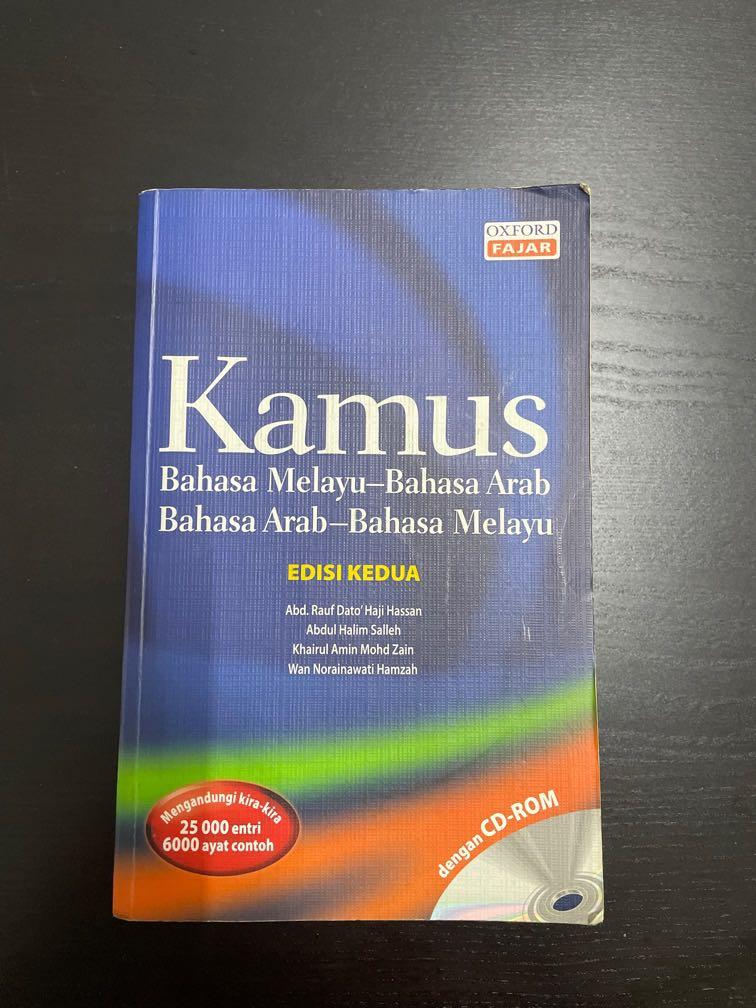 OXFORD
FAJAR
Kamus
Bahasa Melayu–Bahasa Arab
Bahasa Arab–Bahasa Melayu
EDISI KEDUA
Abd. Rauf Dato' Haji Hassan
Abdul Halim Salleh
Khairul Amin Mohd Zain
Wan Norainawati Hamzah
Mengandungi kira-kira
25 000 entri
6000 ayat contoh
dengan CD-ROM